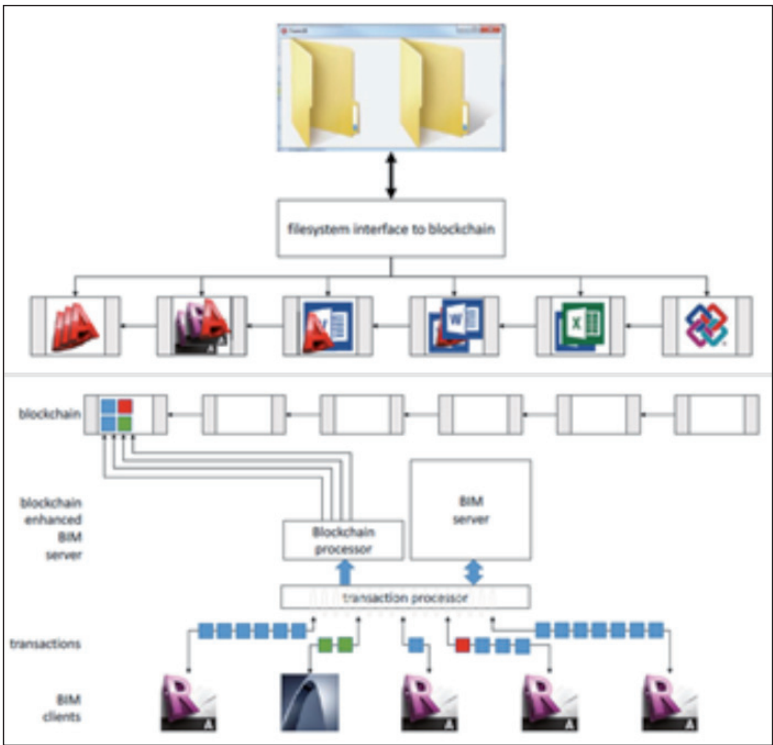 filesystem interface to blockchain
W
X
blockchain
blockchain
enhanced
BIM
server
BIM
server
Blockchain
processor
transaction processor
transactions
R
A
R
A
R
A
R
A
BIM
clients